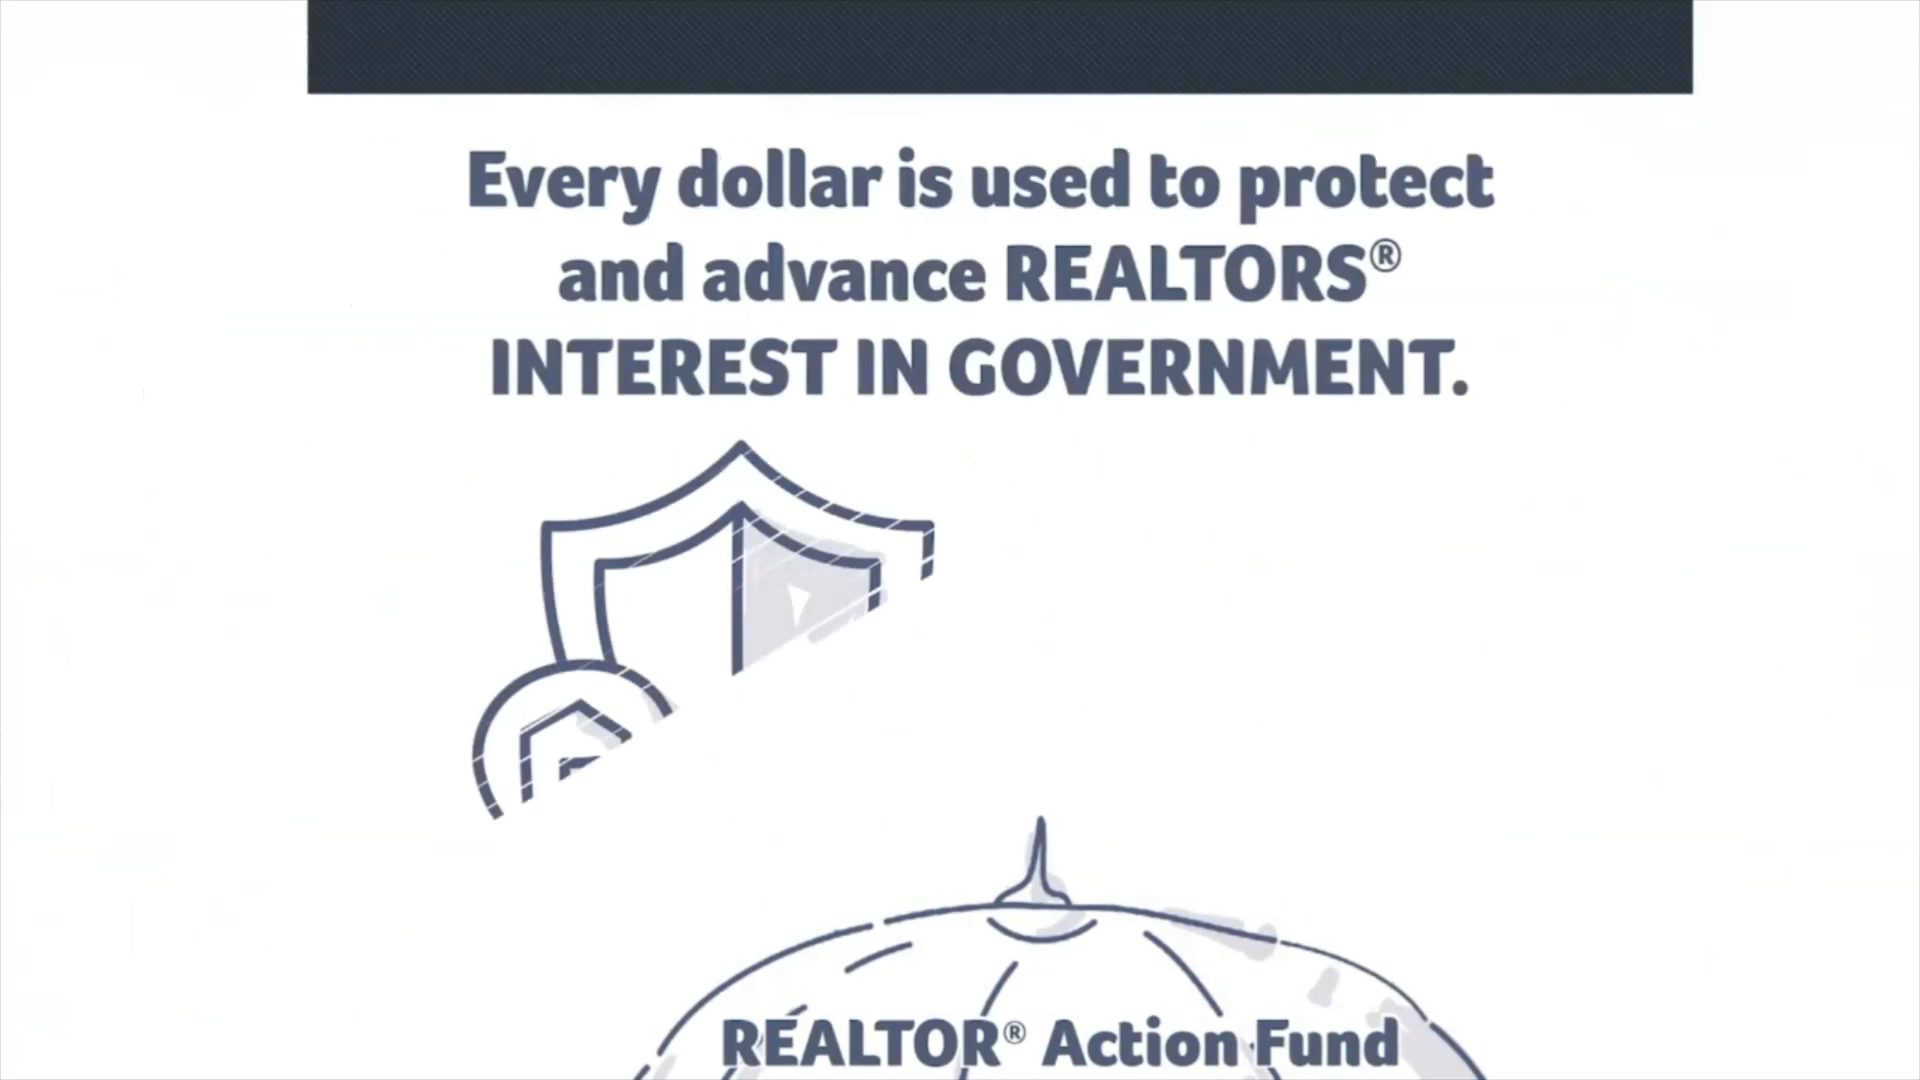 Every dollar is used to protect
and advance REALTORS®
INTEREST IN GOVERNMENT.
REALTOR® Action Fund